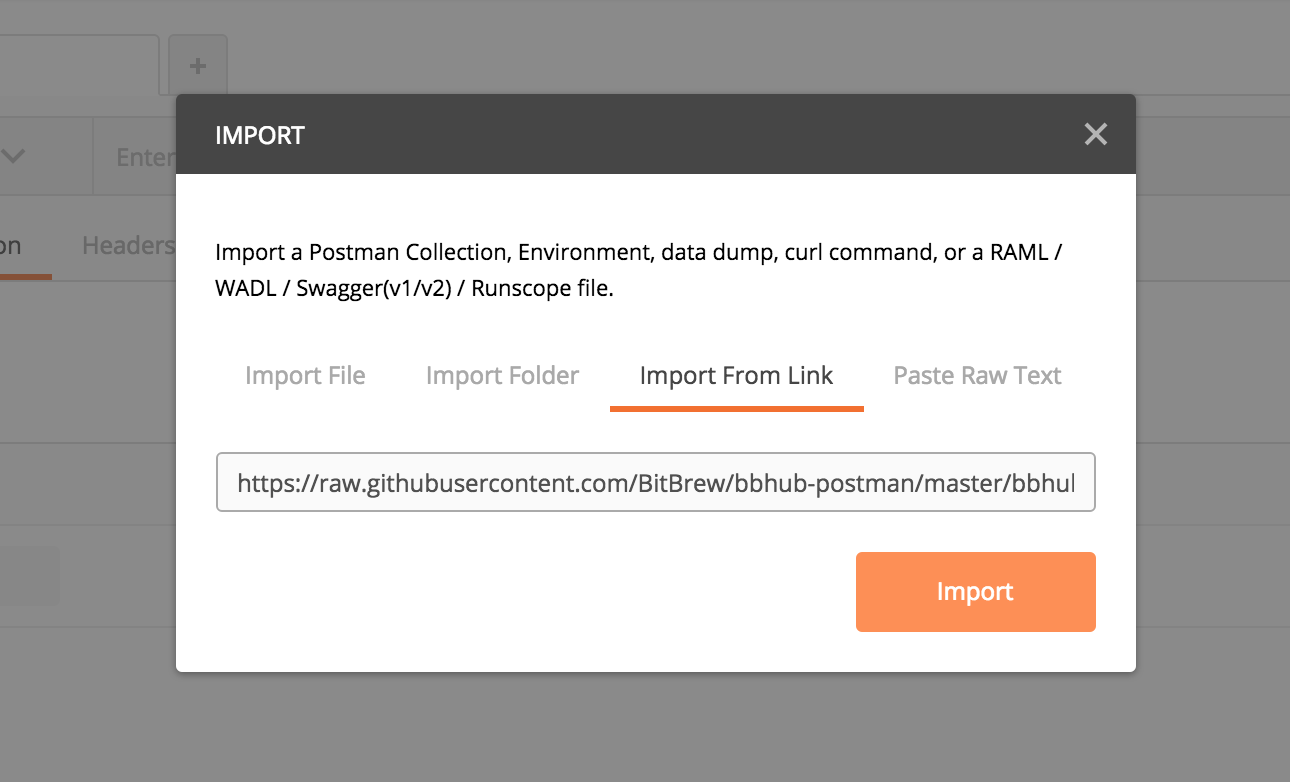 +
Enter
on
Headers
IMPORT
Import a Postman Collection, Environment, data dump, curl command, or a RAML /
WADL / Swagger(v1/v2) / Runscope file.
Import File
Import Folder
Import From Link
Paste Raw Text
https://raw.githubusercontent.com/BitBrew/bbhub-postman/master/bbhul
Import